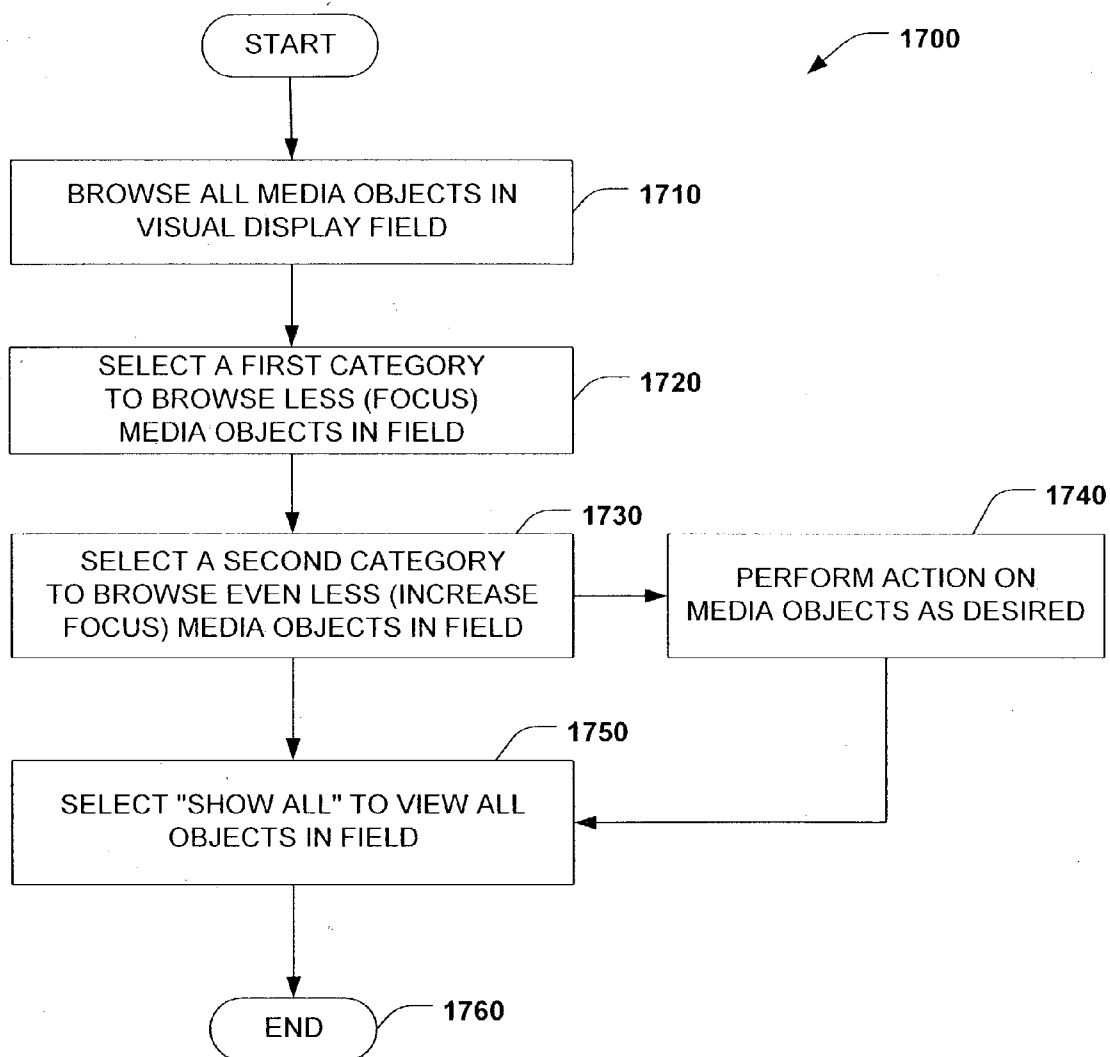 START
1700
BROWSE ALL MEDIA OBJECTS IN
VISUAL DISPLAY FIELD
1710
SELECT A FIRST CATEGORY
TO BROWSE LESS (FOCUS)
MEDIA OBJECTS IN FIELD
1720
1730
SELECT A SECOND CATEGORY
TO BROWSE EVEN LESS (INCREASE
FOCUS) MEDIA OBJECTS IN FIELD
1740
PERFORM ACTION ON
MEDIA OBJECTS AS DESIRED
1750
SELECT "SHOW ALL" TO VIEW ALL
OBJECTS IN FIELD
END
1760